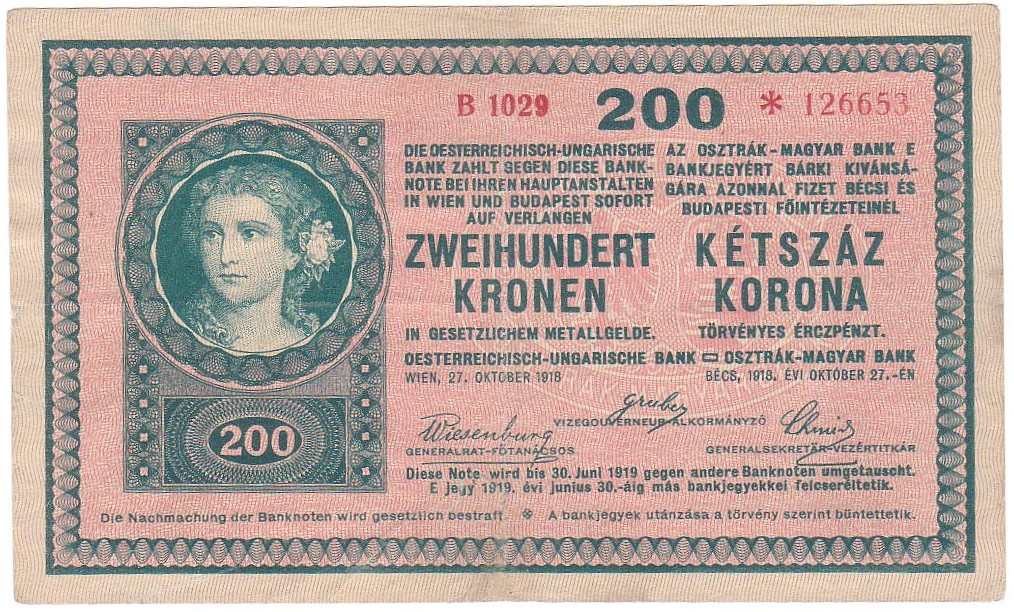 B 1029 200 * 126653
DIE OESTERREICHISCH-UNGARISCHE
BANK ZAHLT GEGEN DIESE BANK-
NOTE BEI IHREN HAUPTANSTALTEN
IN WIEN UND BUDAPEST SOFORT
AUF VERLANGEN
ZWEIHUNDERT
KRONEN
IN GESETZLICHEM METALLGELDE.
OESTERREICHISCH-UNGARISCHE BANK
WIEN, 27. OKTOBER 1918
AZ OSZTRÁK-MAGYAR BANK E
BANKJEGYÉRT BÁRKI KIVÁNSÁ-
GÁRA AZONNAL FIZET BÉCSI ÉS
BUDAPESTI FŐINTÉZETEINÉL
KÉTSZÁZ
KORONA
TÖRVÉNYES ÉRCZPÉNZT.
OSZTRÁK-MAGYAR BANK
BÉCS, 1918. ÉVI OKTOBER 27.-ÉN
Gruber
VIZEGOUVERNEUR-ALKORMÁNYZÓ
Wiesenburg
GENERALRAT-FŐTANÁCSOS
Schmid
GENERALSEKRETÄR-VEZÉRTITKÁR
200
Diese Note wird bis 30. Juni 1919 gegen andere Banknoten umgetauscht.
E jegy 1919. évi junius 30.-áig más bankjegyekkel felcseréltetik.
Die Nachmachung der Banknoten wird gesetzlich bestraft ※ A bankjegyek utánzása a törvény szerint büntettetik.